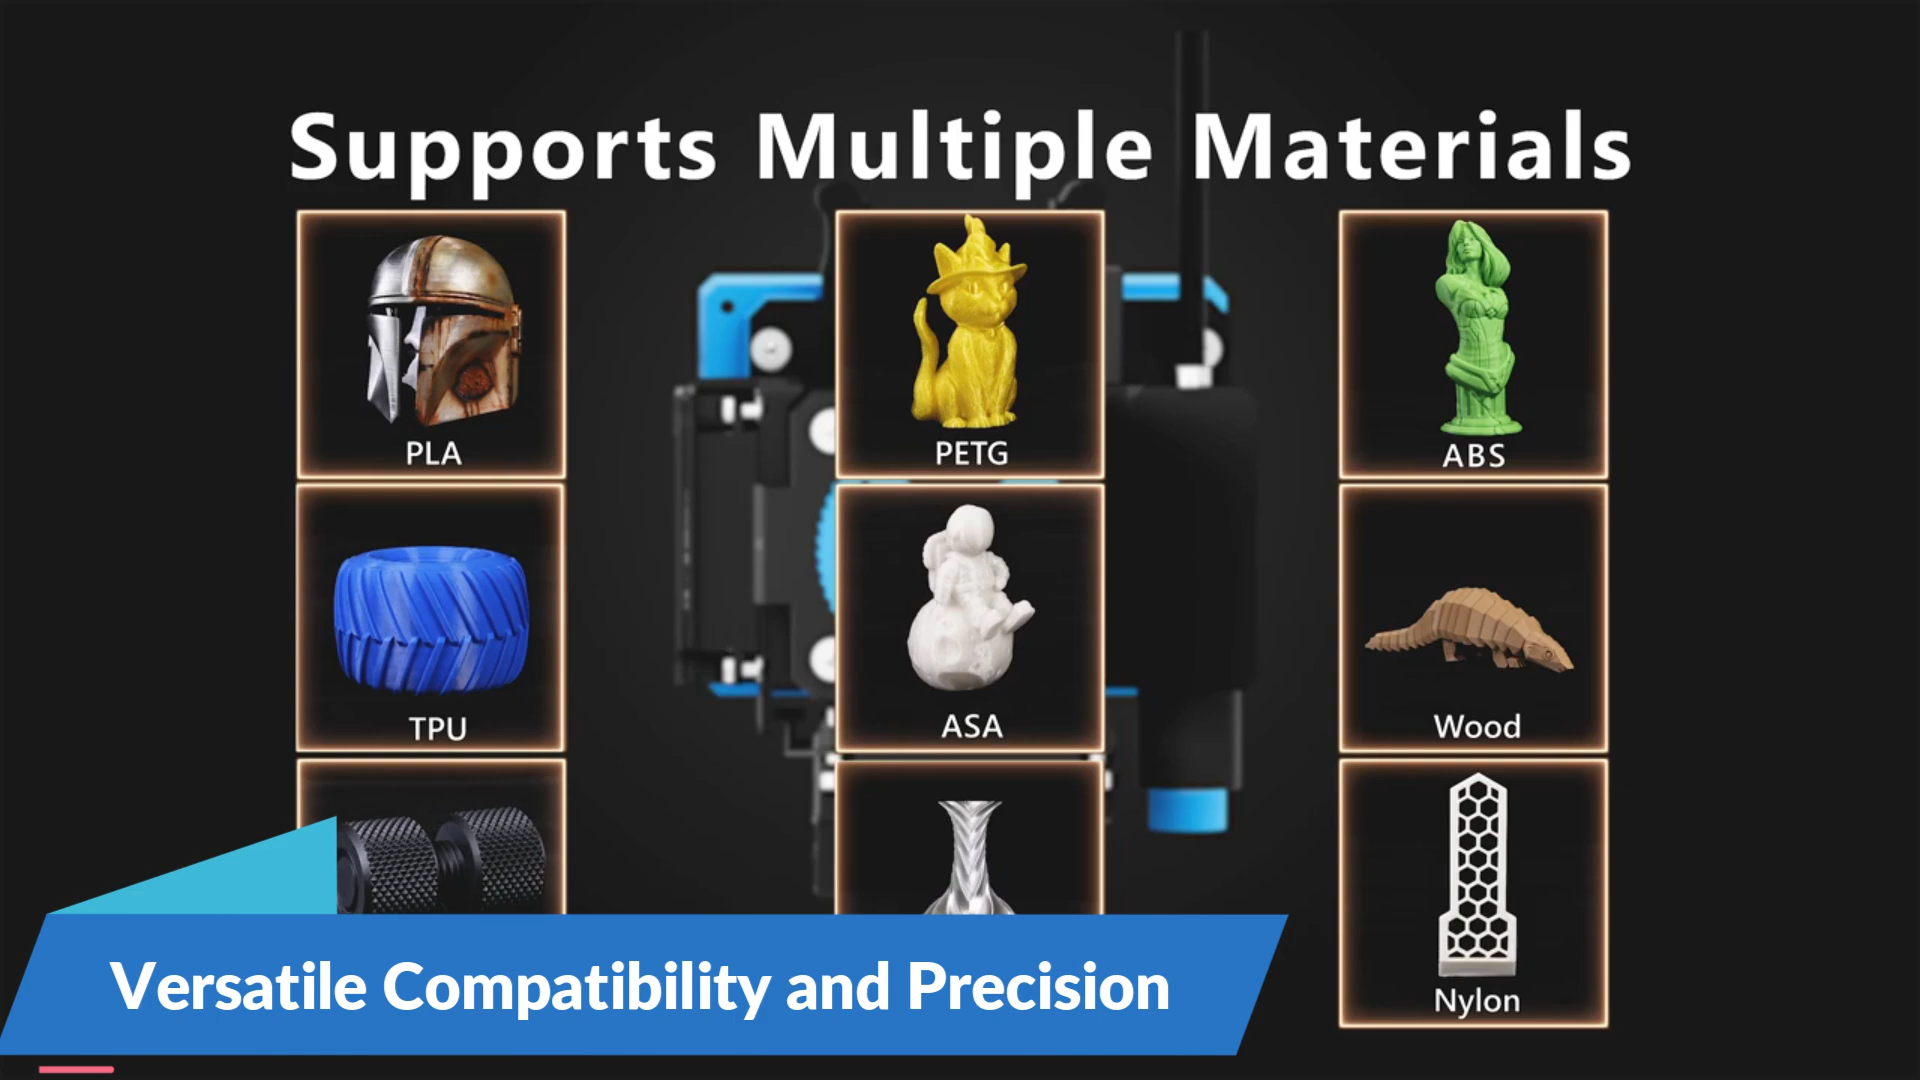 Supports Multiple Materials
PLA
PETG
ABS
TPU
ASA
Wood
Nylon
Versatile Compatibility and Precision